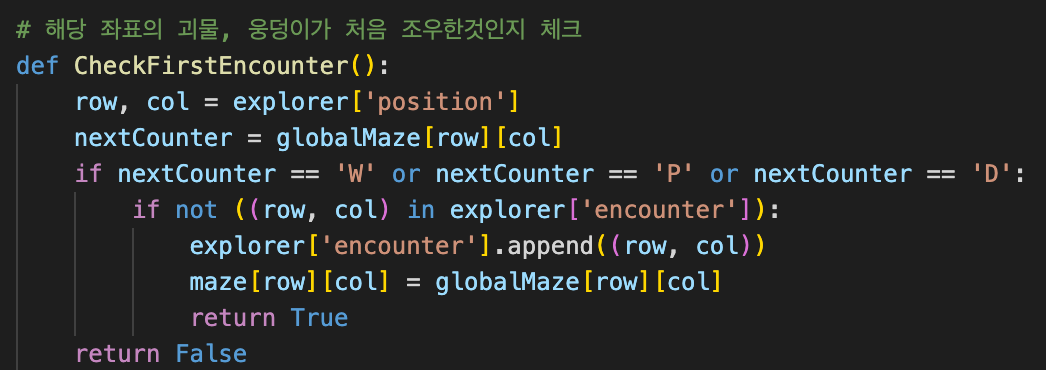 # 해당 좌표의 괴물, 웅덩이가 처음 조우한것인지 체크
def CheckFirstEncounter():
    row, col = explorer['position']
    nextCounter = globalMaze[row][col]
    if nextCounter == 'W' or nextCounter == 'P' or nextCounter == 'D':
        if not ((row, col) in explorer['encounter']):
            explorer['encounter'].append((row, col))
            maze[row][col] = globalMaze[row][col]
            return True
    return False